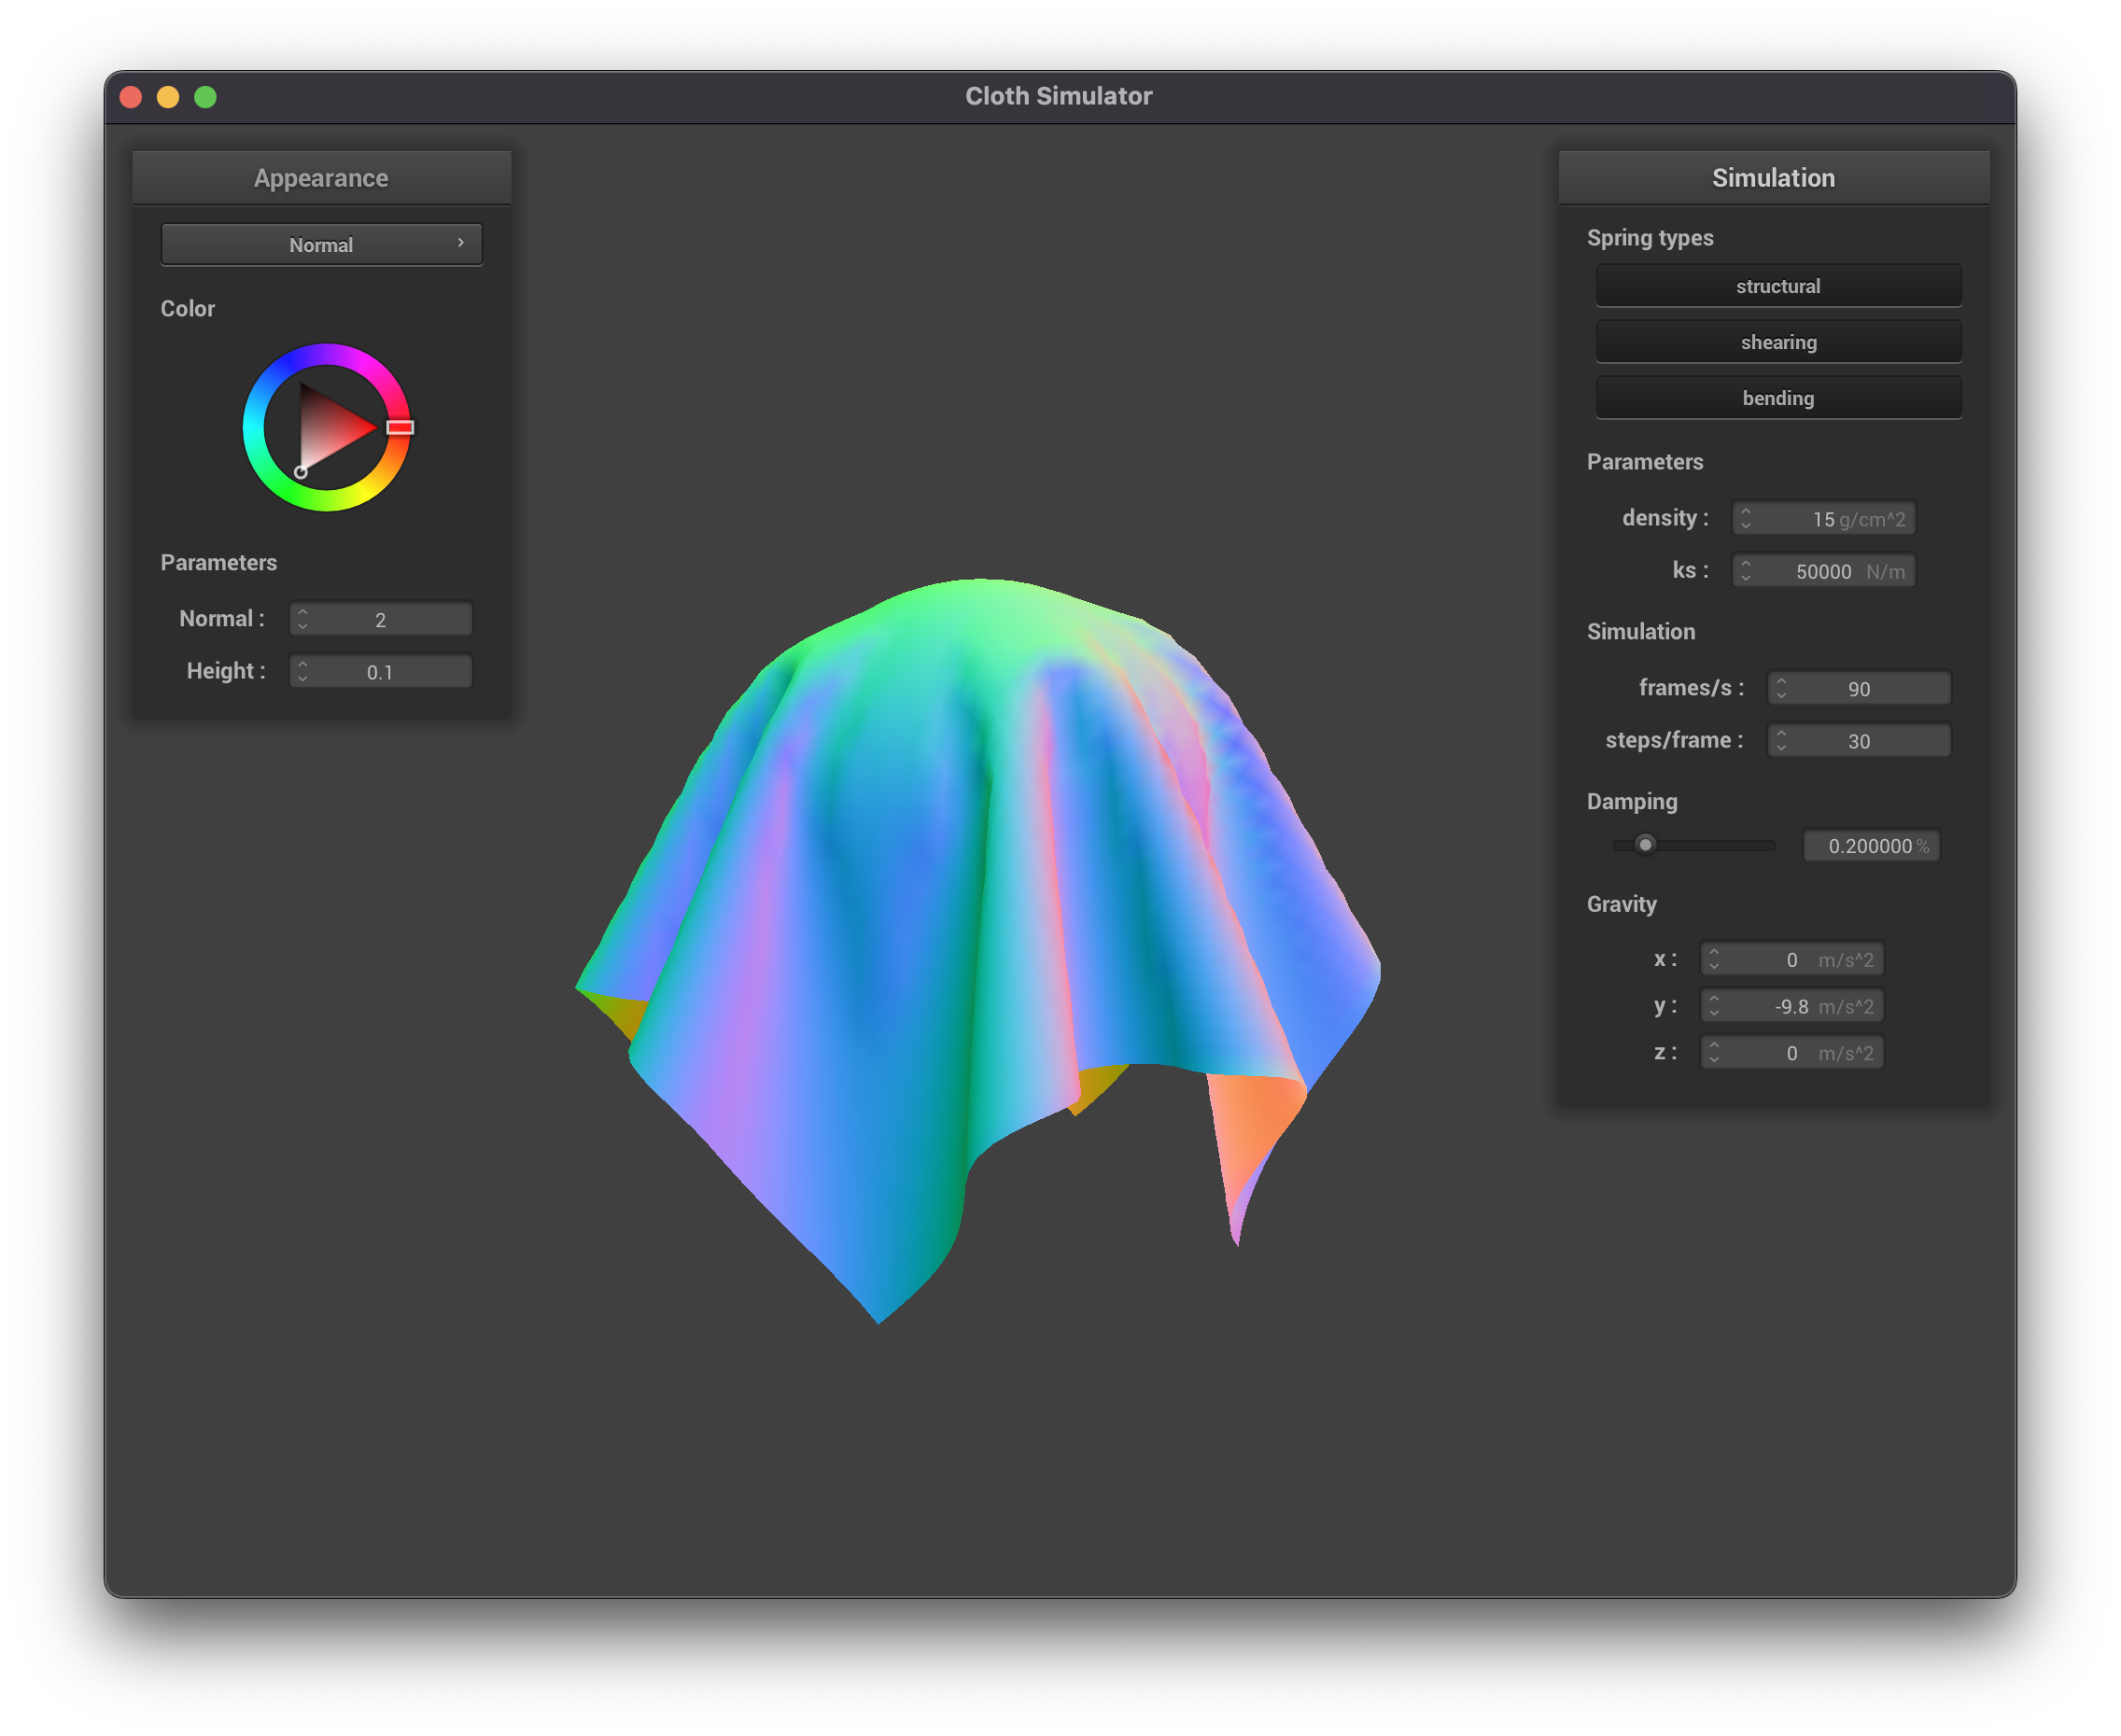 Cloth Simulator
Appearance
Normal
Color
Parameters
Normal : 2
Height : 0.1
Simulation
Spring types
structural
shearing
bending
Parameters
density : 15 g/cm^2
ks : 50000 N/m
Simulation
frames/s : 90
steps/frame : 30
Damping
0.200000 %
Gravity
x : 0 m/s^2
y : -9.8 m/s^2
z : 0 m/s^2